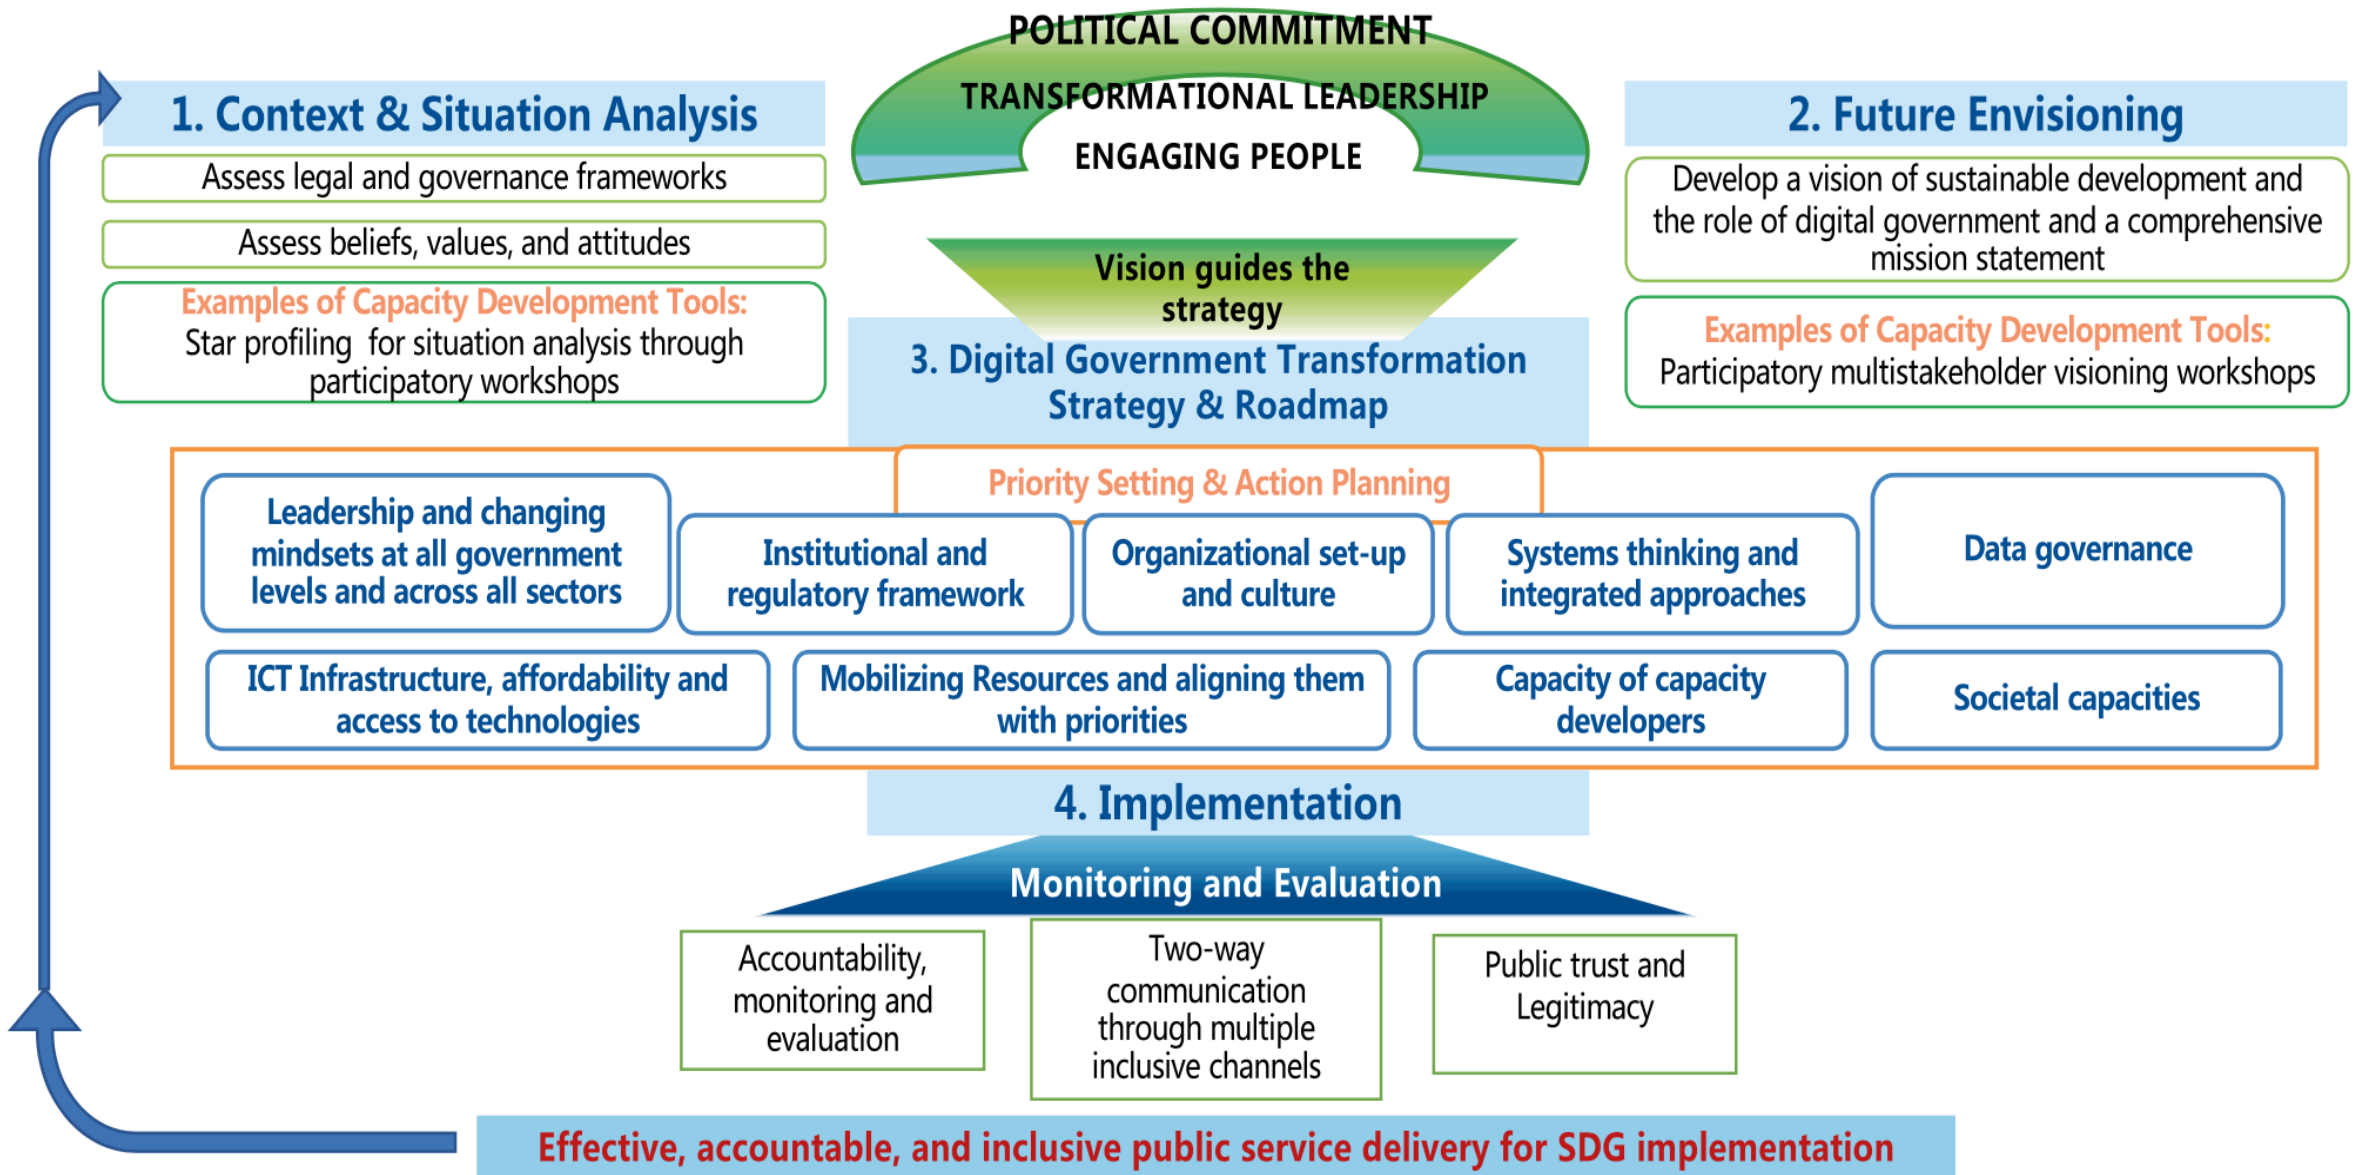 POLITICAL COMMITMENT
TRANSFORMATIONAL LEADERSHIP
ENGAGING PEOPLE
1. Context & Situation Analysis
Assess legal and governance frameworks
Assess beliefs, values, and attitudes
Examples of Capacity Development Tools:
Star profiling for situation analysis through
participatory workshops
2. Future Envisioning
Develop a vision of sustainable development and
the role of digital government and a comprehensive
mission statement
Examples of Capacity Development Tools:
Participatory multistakeholder visioning workshops
Vision guides the
strategy
3. Digital Government Transformation
Strategy & Roadmap
Priority Setting & Action Planning
Leadership and changing
mindsets at all government
levels and across all sectors
Institutional and
regulatory framework
Organizational set-up
and culture
Systems thinking and
integrated approaches
Data governance
ICT Infrastructure, affordability and
access to technologies
Mobilizing Resources and aligning them
with priorities
Capacity of capacity
developers
Societal capacities
4. Implementation
Monitoring and Evaluation
Accountability,
monitoring and
evaluation
Two-way
communication
through multiple
inclusive channels
Public trust and
Legitimacy
Effective, accountable, and inclusive public service delivery for SDG implementation